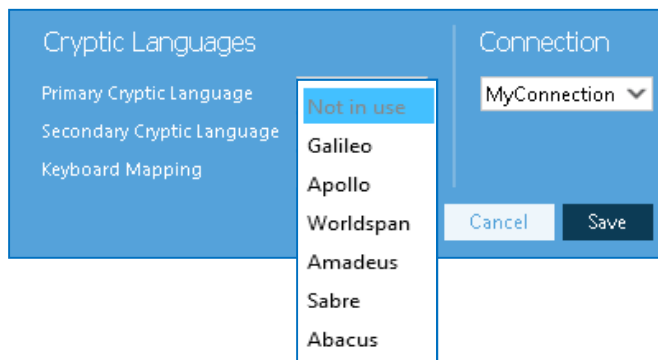 Cryptic Languages
Primary Cryptic Language
Secondary Cryptic Language
Keyboard Mapping
Not in use
Galileo
Apollo
Worldspan
Amadeus
Sabre
Abacus
Connection
MyConnection
Cancel
Save